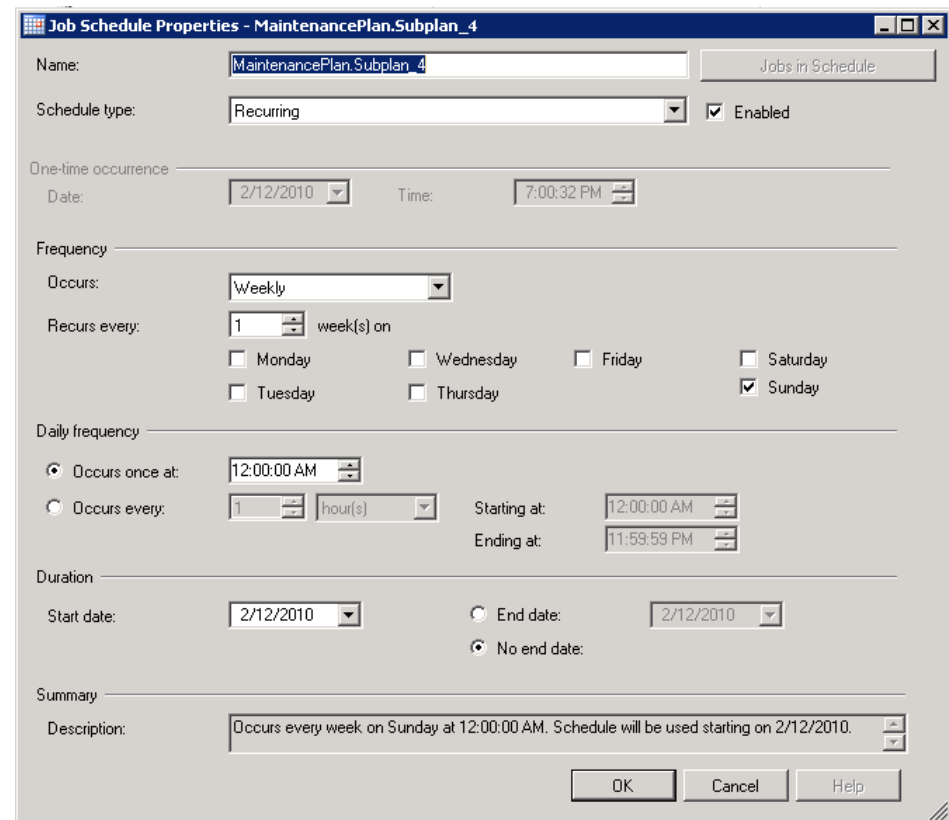 Job Schedule Properties - MaintenancePlan.Subplan_4
Name: MaintenancePlan.Subplan_4 Jobs in Schedule
Schedule type: Recurring Enabled
One-time occurrence
Date: 2/12/2010 Time: 7:00:32 PM
Frequency
Occurs: Weekly
Recurs every: 1 week(s) on
Monday Wednesday Friday Saturday
Tuesday Thursday Sunday
Daily frequency
Occurs once at: 12:00:00 AM
Occurs every: 1 hour(s) Starting at: 12:00:00 AM
Ending at: 11:59:59 PM
Duration
Start date: 2/12/2010 End date: 2/12/2010
No end date:
Summary
Description: Occurs every week on Sunday at 12:00:00 AM. Schedule will be used starting on 2/12/2010.
OK Cancel Help